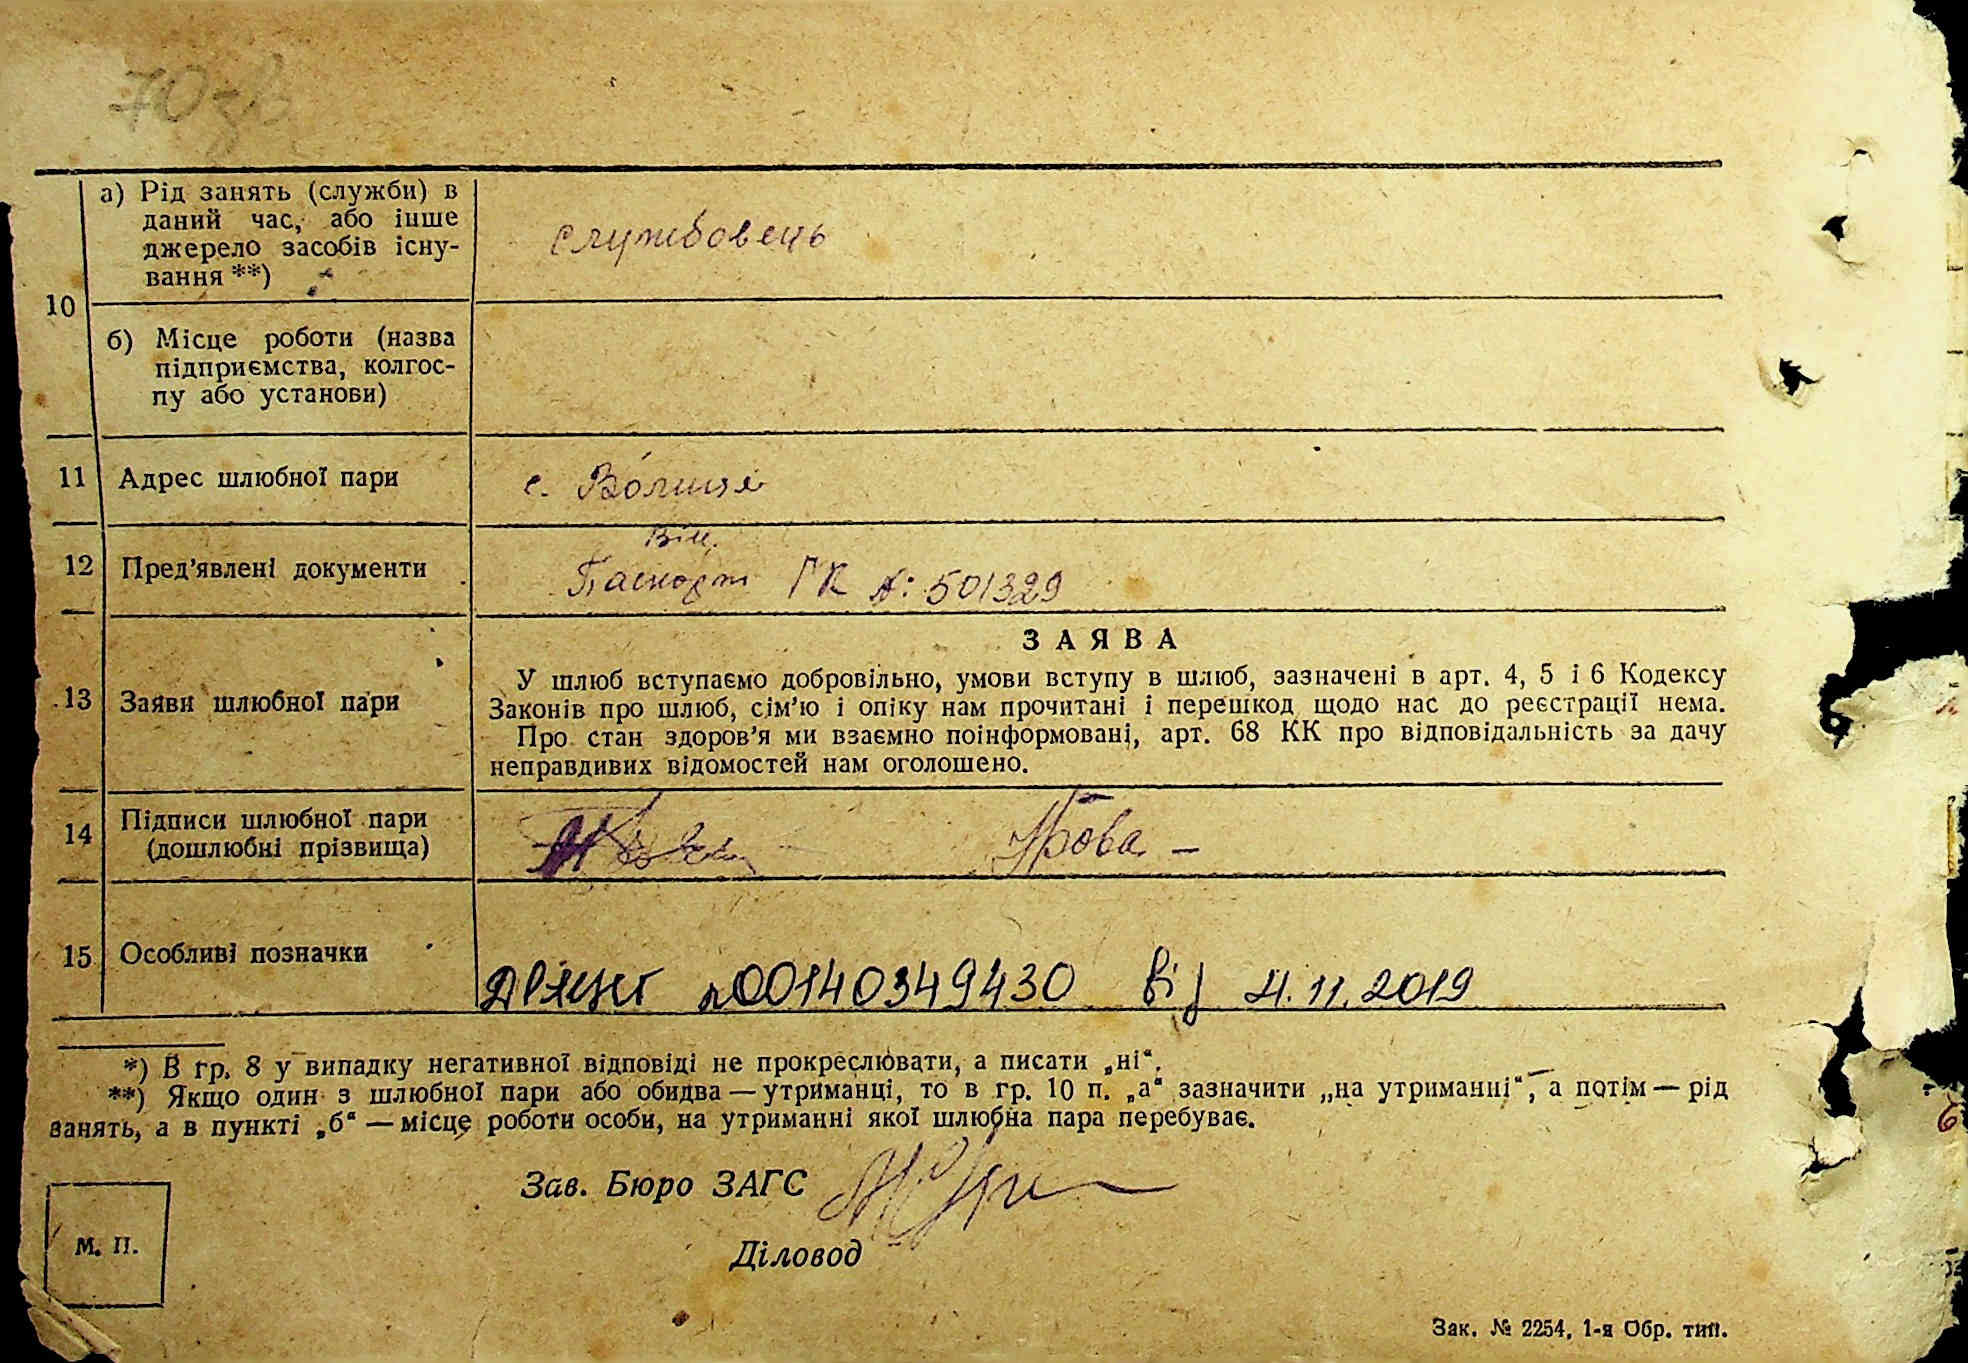 70 зв
а) Рід занять (служби) в
даний час, або інше
джерело засобів існу-
вання **)
службовець
10
б) Місце роботи (назва
підприємства, колгос-
пу або установи)
11 Адрес шлюбної пари
с. Волиця
Він.
12 Пред'явлені документи
Паспорт ГК №: 501329
ЗАЯВА
13 Заяви шлюбної пари
У шлюб вступаємо добровільно, умови вступу в шлюб, зазначені в арт. 4, 5 і 6 Кодексу
Законів про шлюб, сім'ю і опіку нам прочитані і перешкод щодо нас до реєстрації нема.
Про стан здоров'я ми взаємно поінформовані, арт. 68 КК про відповідальність за дачу
неправдивих відомостей нам оголошено.
14 Підписи шлюбної пари
(дошлюбні прізвища)
15 Особливі позначки
№00140349430 від 4.11.2019
*) В гр. 8 у випадку негативної відповіді не прокреслювати, а писати „ні“.
**) Якщо один з шлюбної пари або обидва — утриманці, то в гр. 10 п. „а“ зазначити „на утриманні“, а потім — рід
занять, а в пункті „б“ — місце роботи особи, на утриманні якої шлюбна пара перебуває.
Зав. Бюро ЗАГС
М. П.
Діловод
Зак. № 2254, 1-я Обр. тип.